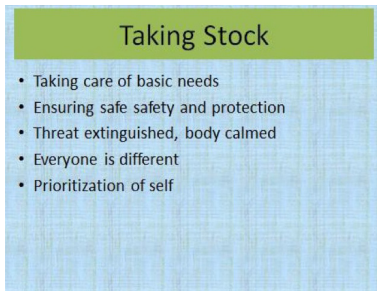 Taking Stock
• Taking care of basic needs
• Ensuring safe safety and protection
• Threat extinguished, body calmed
• Everyone is different
• Prioritization of self